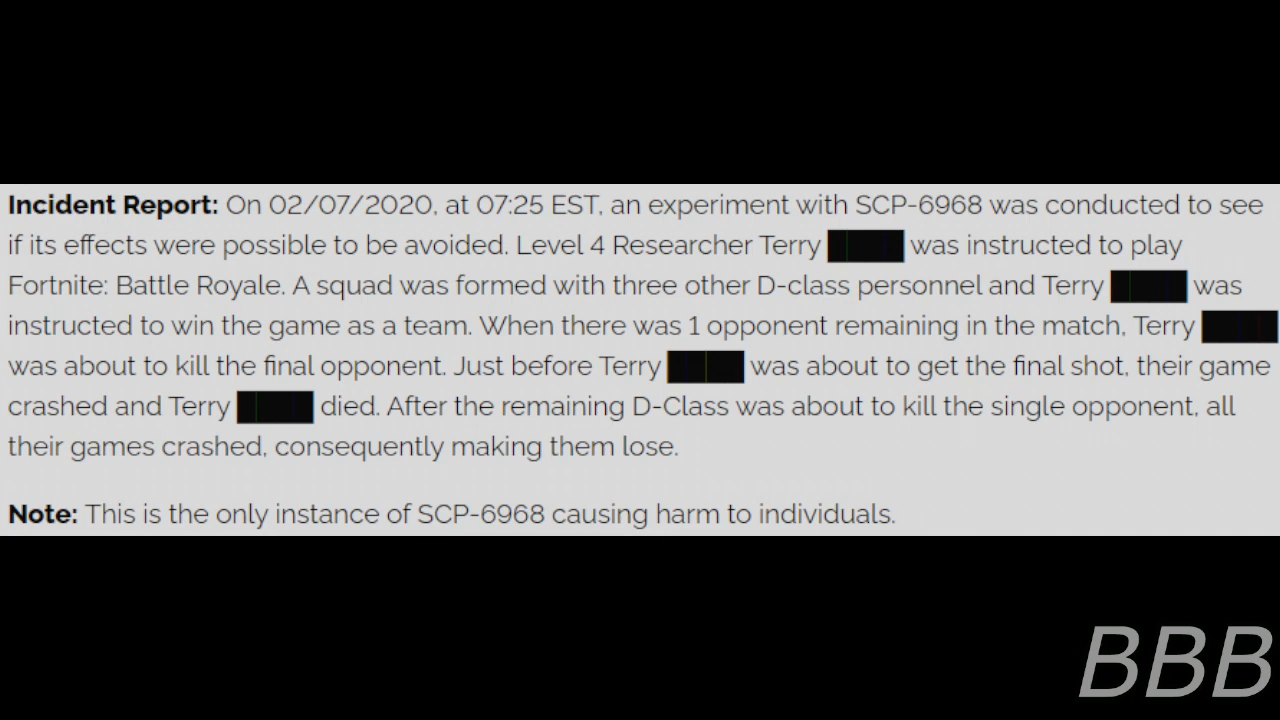 Incident Report: On 02/07/2020, at 07:25 EST, an experiment with SCP-6968 was conducted to see
if its effects were possible to be avoided. Level 4 Researcher Terry was instructed to play
Fortnite: Battle Royale. A squad was formed with three other D-class personnel and Terry was
instructed to win the game as a team. When there was 1 opponent remaining in the match, Terry
was about to kill the final opponent. Just before Terry was about to get the final shot, their game
crashed and Terry died. After the remaining D-Class was about to kill the single opponent, all
their games crashed, consequently making them lose.
Note: This is the only instance of SCP-6968 causing harm to individuals.
BBB